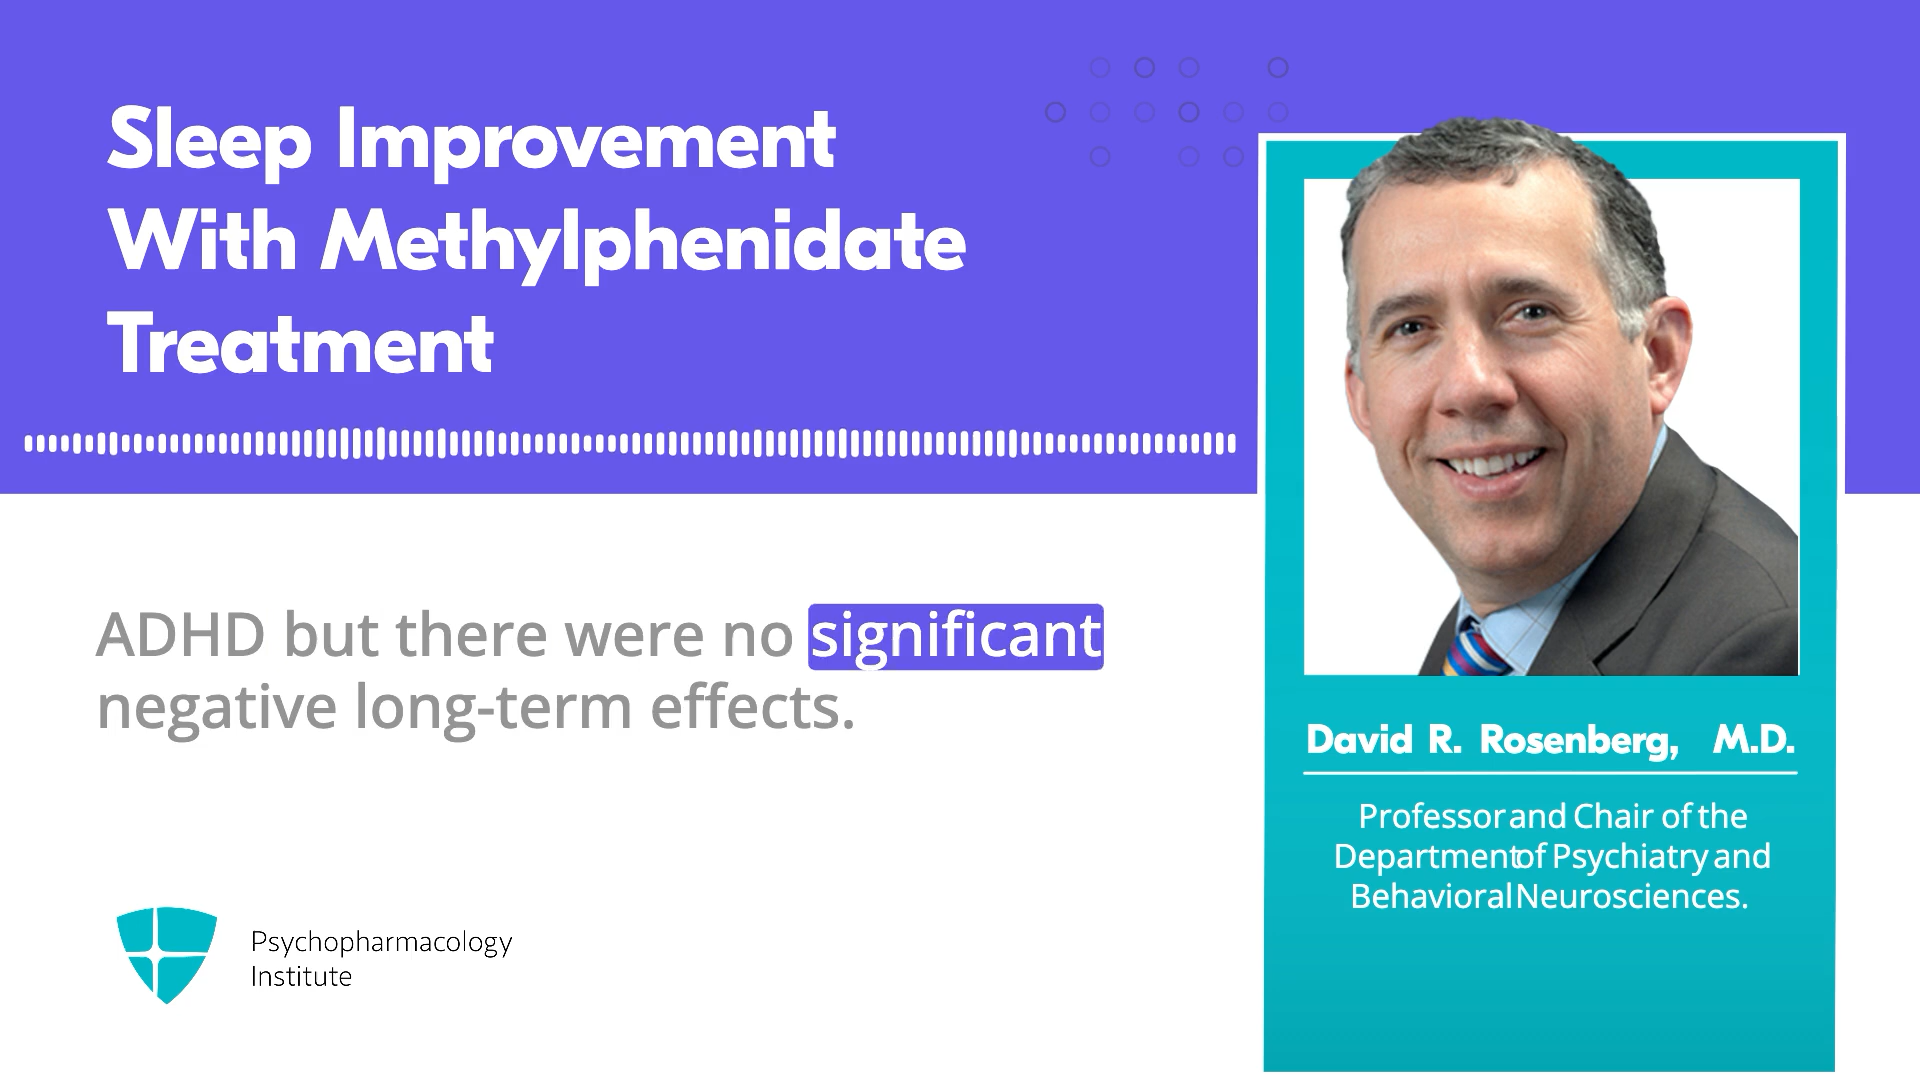 Sleep Improvement
With Methylphenidate
Treatment
ADHD but there were no significant
negative long-term effects.
Psychopharmacology
Institute
David R. Rosenberg, M.D.
Professor and Chair of the
Department of Psychiatry and
Behavioral Neurosciences.